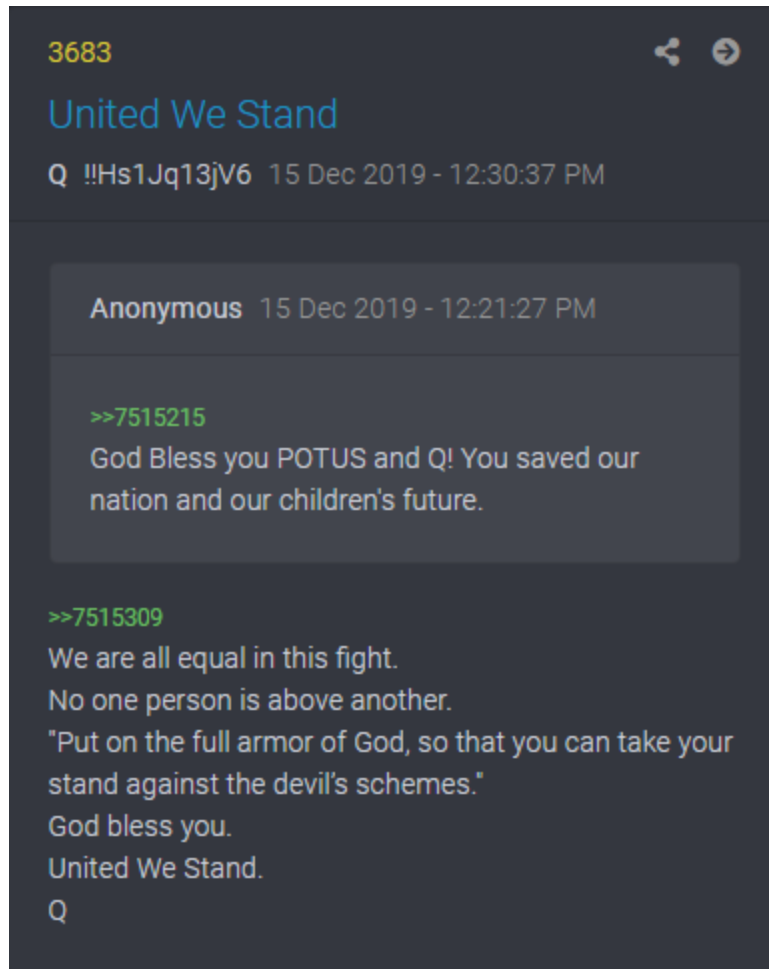 3683
United We Stand
Q !!Hs1Jq13jV6 15 Dec 2019 - 12:30:37 PM
Anonymous 15 Dec 2019 - 12:21:27 PM
>>7515215
God Bless you POTUS and Q! You saved our
nation and our children's future.
>>7515309
We are all equal in this fight.
No one person is above another.
"Put on the full armor of God, so that you can take your
stand against the devil’s schemes."
God bless you.
United We Stand.
Q